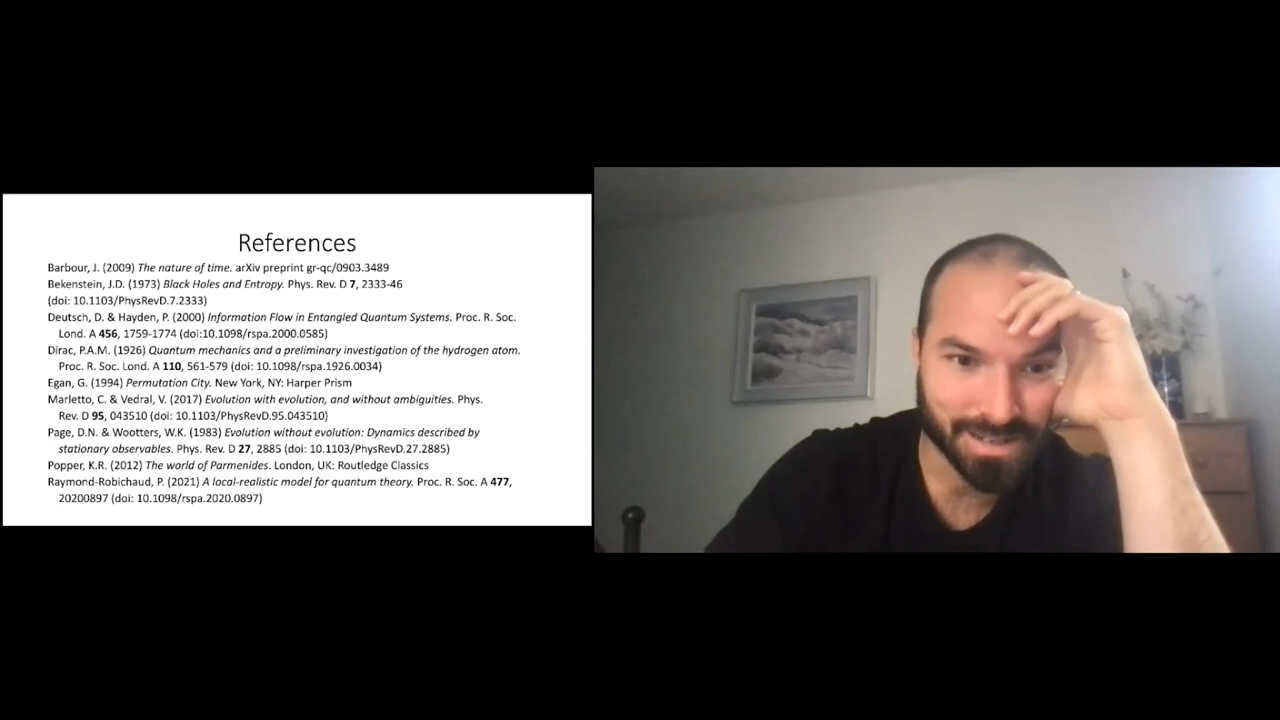 References
Barbour, J. (2009) The nature of time. arXiv preprint gr-qc/0903.3489
Bekenstein, J.D. (1973) Black Holes and Entropy. Phys. Rev. D 7, 2333-46
(doi: 10.1103/PhysRevD.7.2333)
Deutsch, D. & Hayden, P. (2000) Information Flow in Entangled Quantum Systems. Proc. R. Soc.
Lond. A 456, 1759-1774 (doi:10.1098/rspa.2000.0585)
Dirac, P.A.M. (1926) Quantum mechanics and a preliminary investigation of the hydrogen atom.
Proc. R. Soc. Lond. A 110, 561-579 (doi: 10.1098/rspa.1926.0034)
Egan, G. (1994) Permutation City. New York, NY: Harper Prism
Marletto, C. & Vedral, V. (2017) Evolution with evolution, and without ambiguities. Phys.
Rev. D 95, 043510 (doi: 10.1103/PhysRevD.95.043510)
Page, D.N. & Wootters, W.K. (1983) Evolution without evolution: Dynamics described by
stationary observables. Phys. Rev. D 27, 2885 (doi: 10.1103/PhysRevD.27.2885)
Popper, K.R. (2012) The world of Parmenides. London, UK: Routledge Classics
Raymond-Robichaud, P. (2021) A local-realistic model for quantum theory. Proc. R. Soc. A 477,
20200897 (doi: 10.1098/rspa.2020.0897)